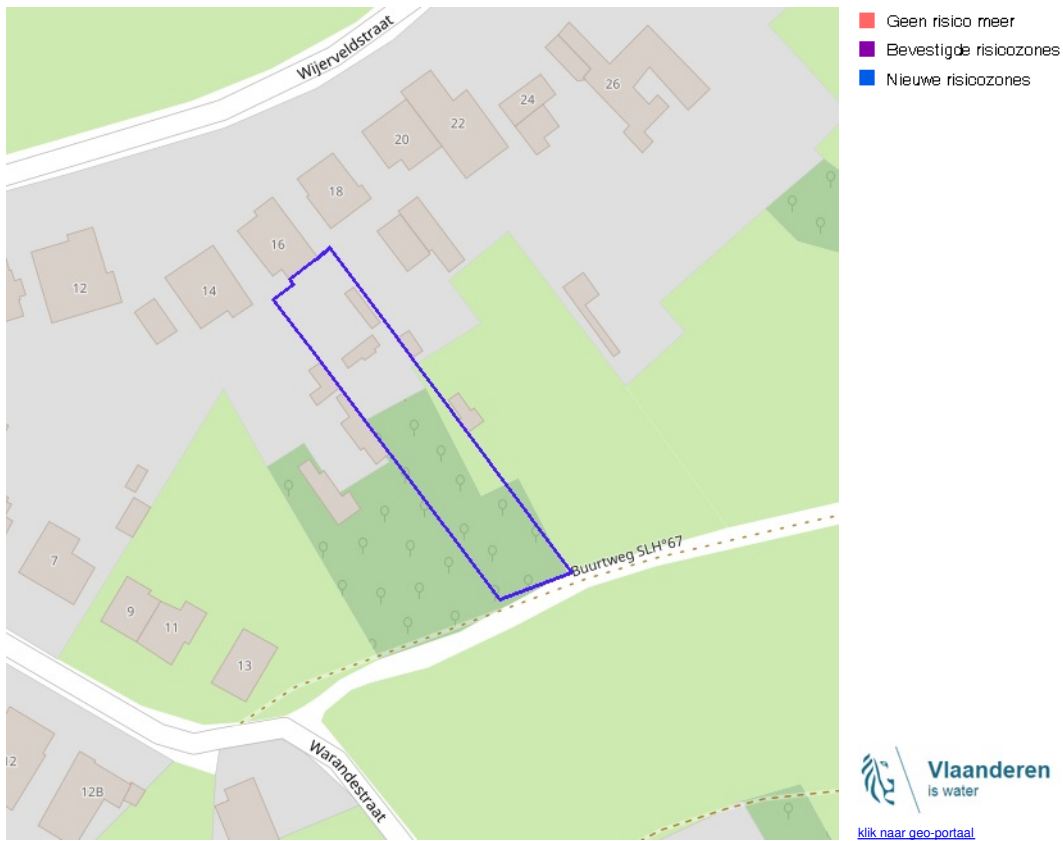 Wijerveldstraat
26
24
22
20
18
16
14
12
Buurtweg SLH°67
7
9
11
13
Warandestraat
12
12B
Geen risico meer
Bevestigde risicozones
Nieuwe risicozones
Vlaanderen
is water
klik naar geo-portaal